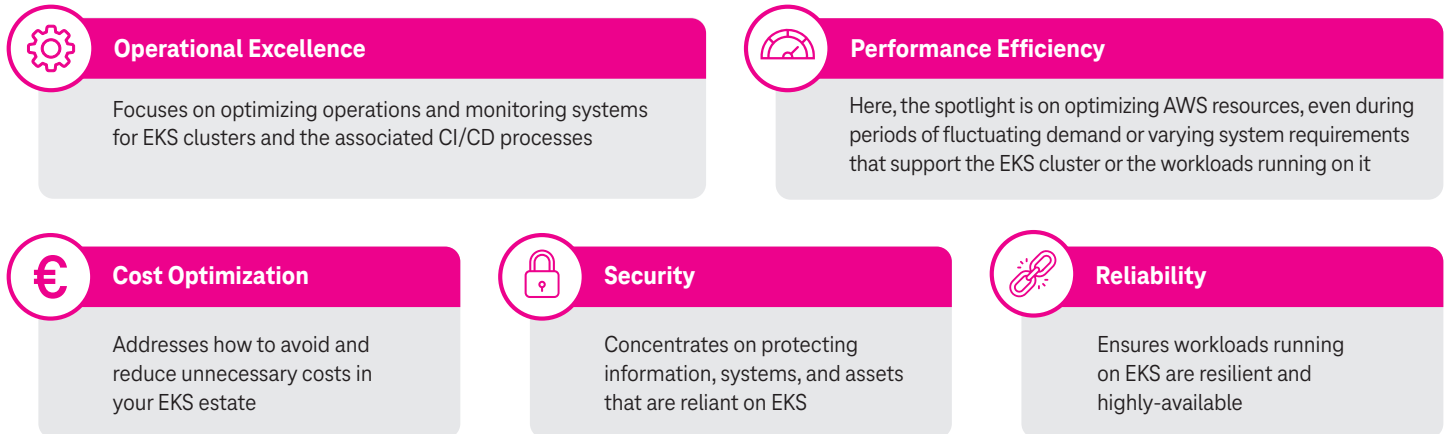 Operational Excellence
Focuses on optimizing operations and monitoring systems
for EKS clusters and the associated CI/CD processes
Performance Efficiency
Here, the spotlight is on optimizing AWS resources, even during
periods of fluctuating demand or varying system requirements
that support the EKS cluster or the workloads running on it
€
Cost Optimization
Addresses how to avoid and
reduce unnecessary costs in
your EKS estate
Security
Concentrates on protecting
information, systems, and assets
that are reliant on EKS
Reliability
Ensures workloads running
on EKS are resilient and
highly-available